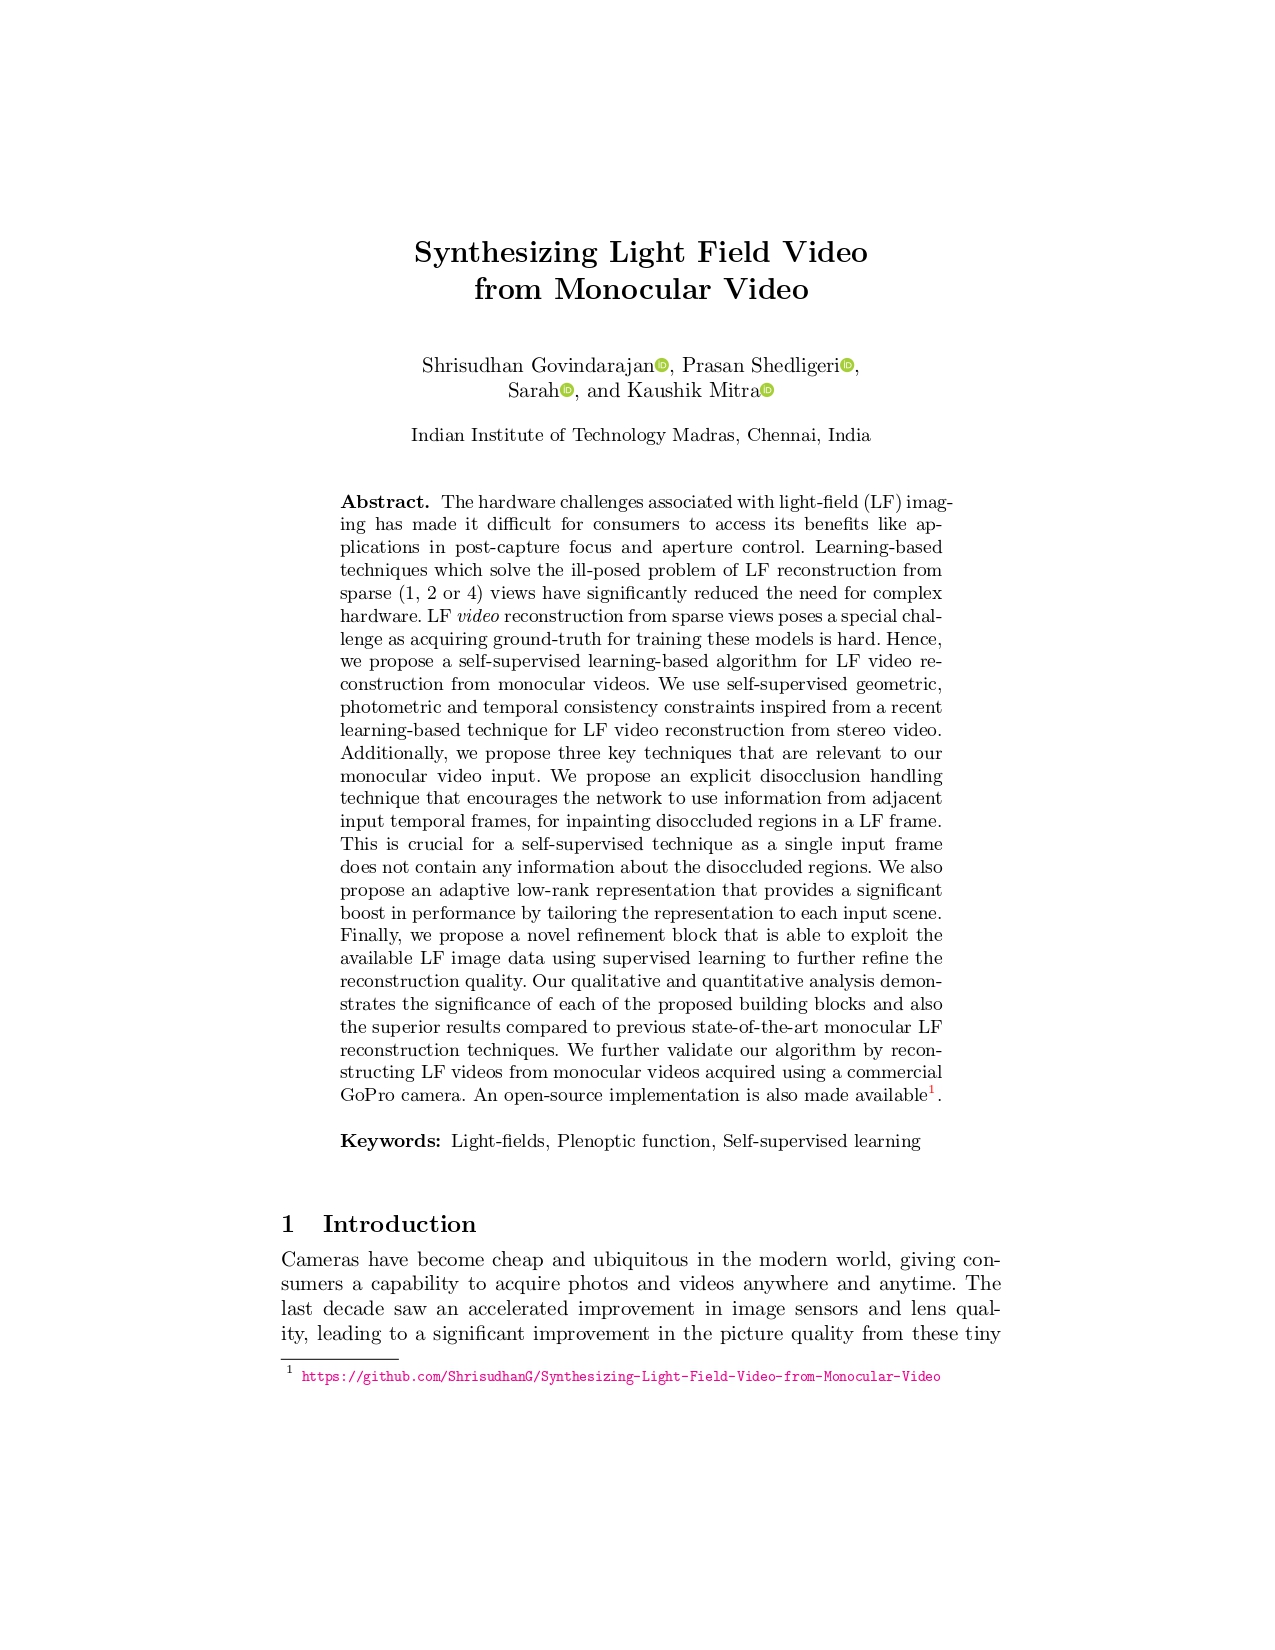 Synthesizing Light Field Video
from Monocular Video
Shrisudhan Govindarajan, Prasan Shedligeri,
Sarah, and Kaushik Mitra
Indian Institute of Technology Madras, Chennai, India
Abstract. The hardware challenges associated with light-field (LF) imag-
ing has made it difficult for consumers to access its benefits like ap-
plications in post-capture focus and aperture control. Learning-based
techniques which solve the ill-posed problem of LF reconstruction from
sparse (1, 2 or 4) views have significantly reduced the need for complex
hardware. LF video reconstruction from sparse views poses a special chal-
lenge as acquiring ground-truth for training these models is hard. Hence,
we propose a self-supervised learning-based algorithm for LF video re-
construction from monocular videos. We use self-supervised geometric,
photometric and temporal consistency constraints inspired from a recent
learning-based technique for LF video reconstruction from stereo video.
Additionally, we propose three key techniques that are relevant to our
monocular video input. We propose an explicit disocclusion handling
technique that encourages the network to use information from adjacent
input temporal frames, for inpainting disoccluded regions in a LF frame.
This is crucial for a self-supervised technique as a single input frame
does not contain any information about the disoccluded regions. We also
propose an adaptive low-rank representation that provides a significant
boost in performance by tailoring the representation to each input scene.
Finally, we propose a novel refinement block that is able to exploit the
available LF image data using supervised learning to further refine the
reconstruction quality. Our qualitative and quantitative analysis demon-
strates the significance of each of the proposed building blocks and also
the superior results compared to previous state-of-the-art monocular LF
reconstruction techniques. We further validate our algorithm by recon-
structing LF videos from monocular videos acquired using a commercial
GoPro camera. An open-source implementation is also made available1.
Keywords: Light-fields, Plenoptic function, Self-supervised learning
1 Introduction
Cameras have become cheap and ubiquitous in the modern world, giving con-
sumers a capability to acquire photos and videos anywhere and anytime. The
last decade saw an accelerated improvement in image sensors and lens qual-
ity, leading to a significant improvement in the picture quality from these tiny
1 https://github.com/ShrisudhanG/Synthesizing-Light-Field-Video-from-Monocular-Video